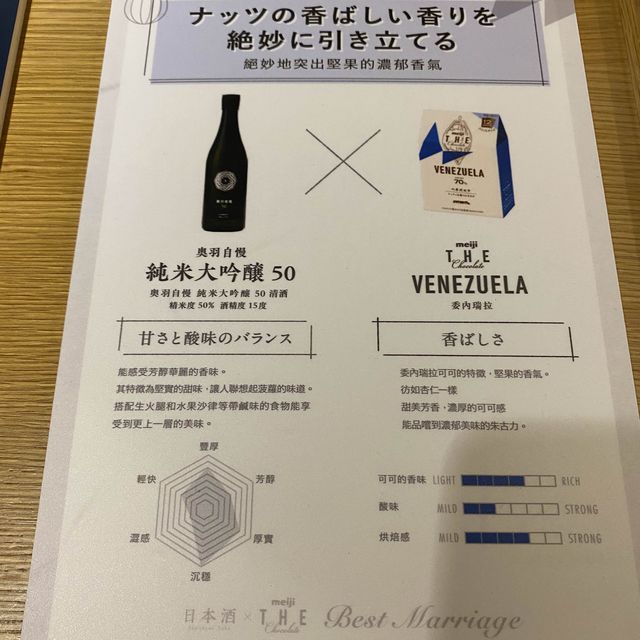 ナッツの香ばしい香りを
絶妙に引き立てる
絕妙地突出堅果的濃郁香氣
meiji
THE
Chocolate
VENEZUELA
70%
奥羽自慢
純米大吟醸 50
奥羽自慢 純米大吟醸 50 清酒
精米度 50% 酒精度 15度
meiji
THE
Chocolate
VENEZUELA
委內瑞拉
甘さと酸味のバランス
香ばしさ
能感受芳醇華麗的香味。
其特徵為堅實的甜味，讓人聯想起菠蘿的味道。
搭配生火腿和水果沙律等帶鹹味的食物能享
受到更上一層的美味。
委內瑞拉可可的特徵，堅果的香氣。
彷如杏仁一樣
甜美芳香，濃厚的可可感
能品嚐到濃郁美味的朱古力。
豐厚
輕快
芳醇
澀感
厚實
沉穩
可可的香味 LIGHT RICH
酸味 MILD STRONG
烘焙感 MILD STRONG
日本酒 × meiji THE Chocolate Best Marriage